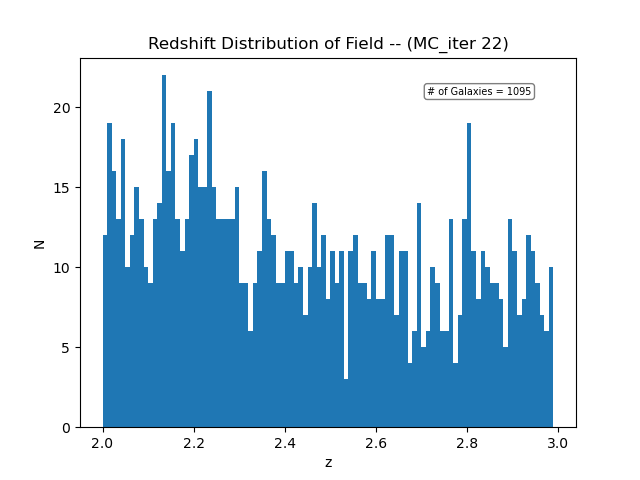 Redshift Distribution of Field -- (MC_iter 22)
# of Galaxies = 1095
20
15
10
5
0
N
2.0 2.2 2.4 2.6 2.8 3.0
z